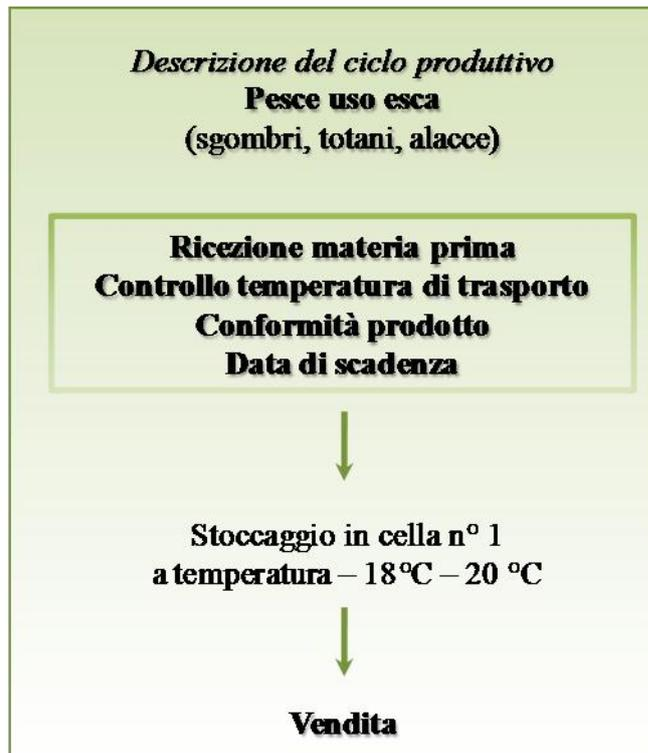 Descrizione del ciclo produttivo
Pesce uso esca
(sgombri, totani, alacce)
Ricezione materia prima
Controllo temperatura di trasporto
Conformità prodotto
Data di scadenza
Stoccaggio in cella n° 1
a temperatura – 18°C – 20 °C
Vendita